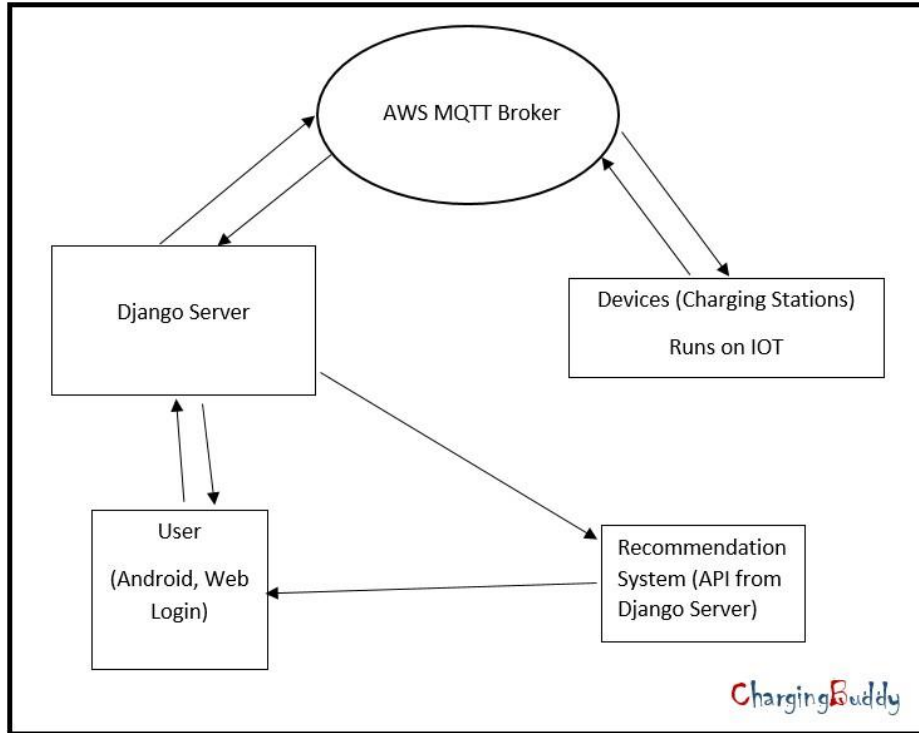 AWS MQTT Broker
Django Server
Devices (Charging Stations)
Runs on IOT
User
(Android, Web
Login)
Recommendation
System (API from
Django Server)
ChargingBuddy